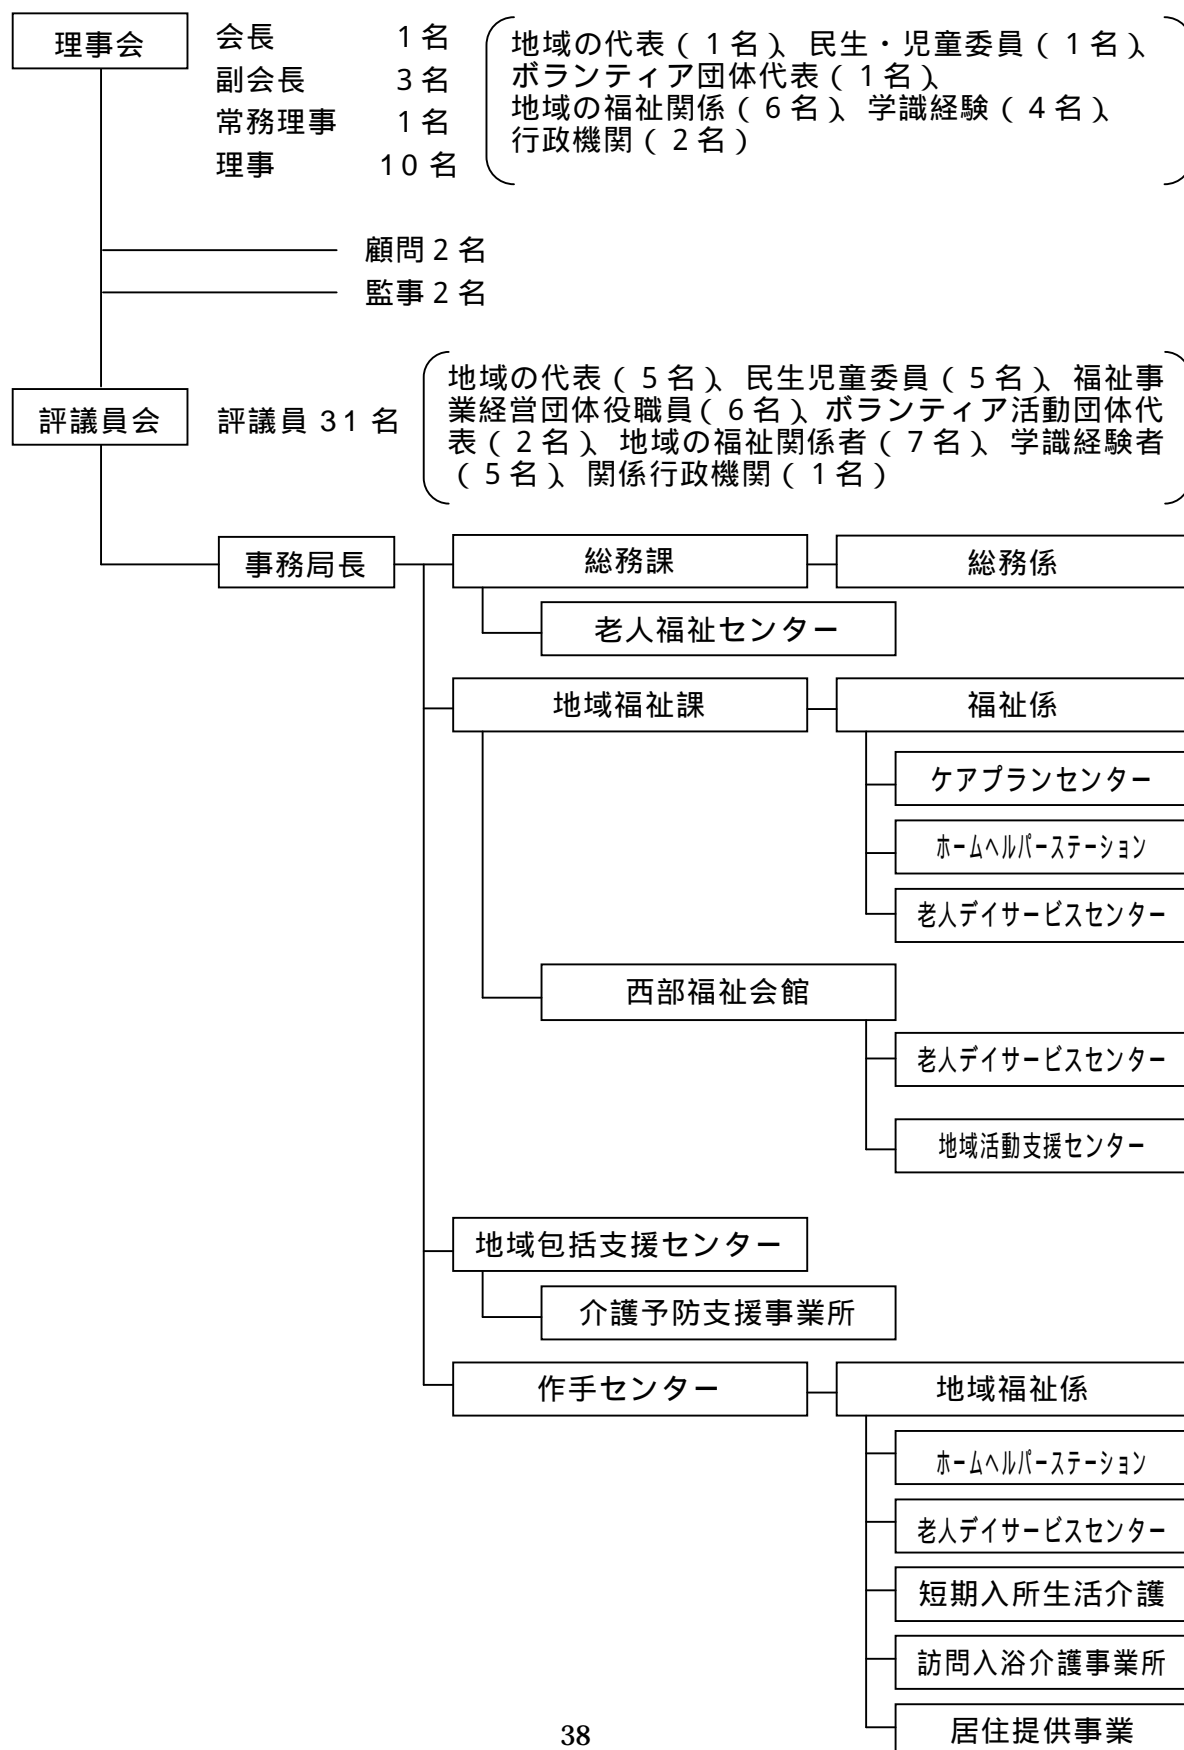 理事会
会長 1名
副会長 3名
常務理事 1名
理事 10名
地域の代表(1名)、民生・児童委員(1名)、
ボランティア団体代表(1名)、
地域の福祉関係(6名)、学識経験(4名)、
行政機関(2名)
顧問2名
監事2名
評議員会
評議員31名
地域の代表(5名)、民生児童委員(5名)、福祉事
業経営団体役職員(6名)、ボランティア活動団体代
表(2名)、地域の福祉関係者(7名)、学識経験者
(5名)、関係行政機関(1名)
事務局長
総務課
総務係
老人福祉センター
地域福祉課
福祉係
ケアプランセンター
ホームヘルパーステーション
老人デイサービスセンター
西部福祉会館
老人デイサービスセンター
地域活動支援センター
地域包括支援センター
介護予防支援事業所
作手センター
地域福祉係
ホームヘルパーステーション
老人デイサービスセンター
短期入所生活介護
訪問入浴介護事業所
居住提供事業
38